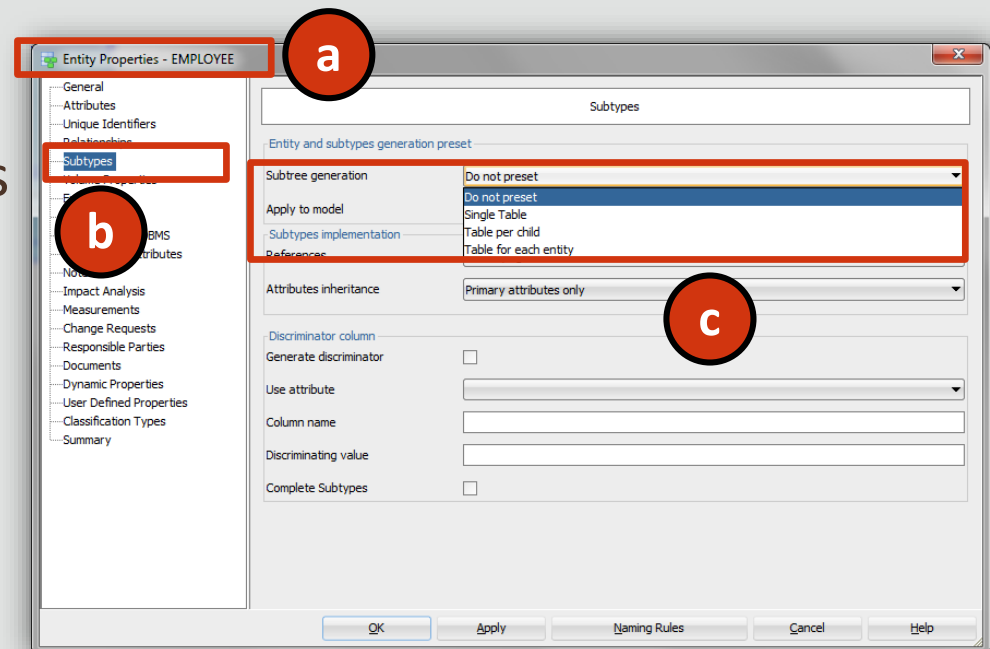 a
Entity Properties - EMPLOYEE
General
Attributes
Unique Identifiers
Relationships
Subtypes
s
Volume Properties
BMS
b
Impact Analysis
Measurements
Change Requests
Responsible Parties
Documents
Dynamic Properties
User Defined Properties
Classification Types
Summary
Subtypes
Entity and subtypes generation preset
Subtree generation
Do not preset
Do not preset
Apply to model
Single Table
Table per child
Subtypes implementation
Table for each entity
References
Attributes inheritance
Primary attributes only
c
Discriminator column
Generate discriminator
Use attribute
Column name
Discriminating value
Complete Subtypes
OK Apply Naming Rules Cancel Help